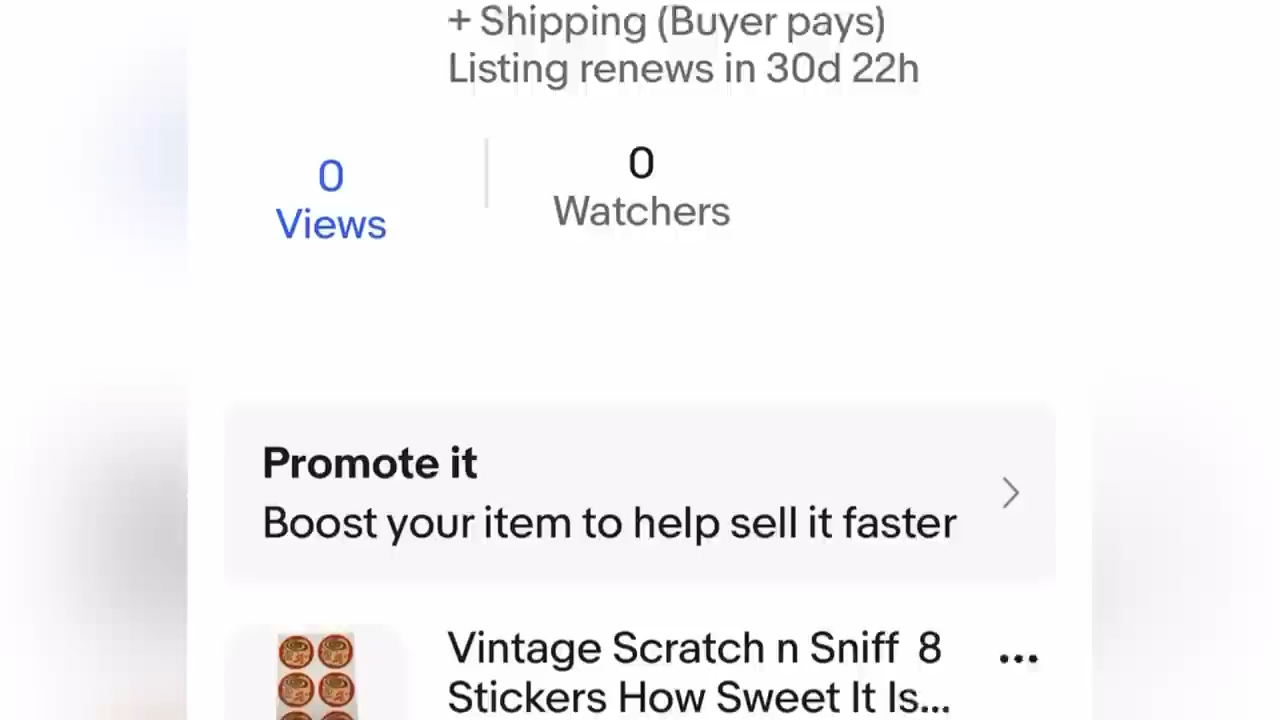 + Shipping (Buyer pays)
Listing renews in 30d 22h
0
Views
0
Watchers
Promote it
Boost your item to help sell it faster
Vintage Scratch n Sniff 8
Stickers How Sweet It Is...